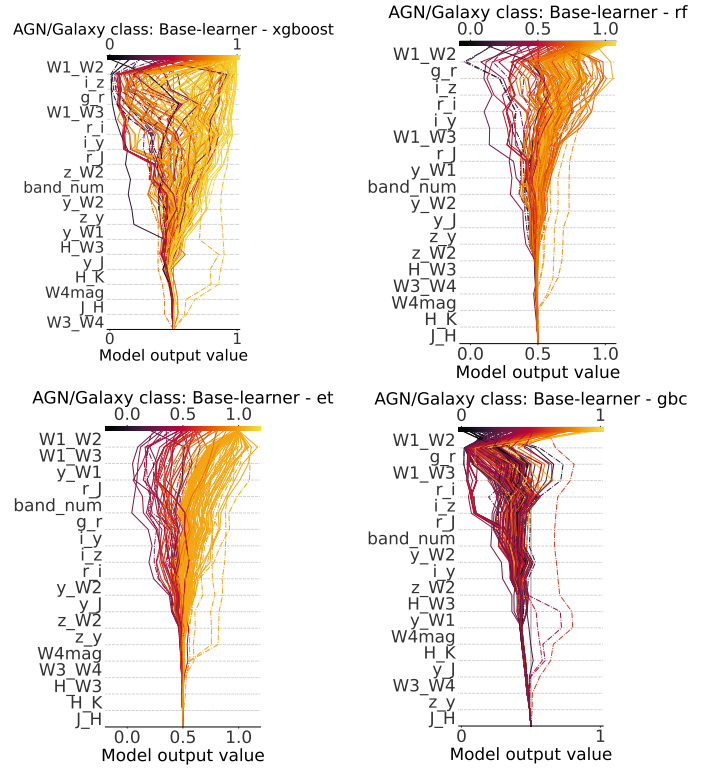 AGN/Galaxy class: Base-learner - xgboost
0 1
W1_W2
i_z
g_r
W1_W3
r_i
i_y
r_J
z_W2
band_num
y_W2
z_y
y_W1
H_W3
y_J
H_K
W4mag
J_H
W3_W4
0 1
Model output value
AGN/Galaxy class: Base-learner - rf
0.0 0.5 1.0
W1_W2
g_r
i_z
r_i
i_y
W1_W3
r_J
y_W1
band_num
y_W2
y_J
z_y
z_W2
H_W3
W3_W4
W4mag
H_K
J_H
0.0 0.5 1.0
Model output value
AGN/Galaxy class: Base-learner - et
0.0 0.5 1.0
W1_W2
W1_W3
y_W1
r_J
band_num
g_r
i_y
i_z
r_i
y_W2
y_J
z_W2
z_y
W4mag
W3_W4
H_W3
H_K
J_H
0.0 0.5 1.0
Model output value
AGN/Galaxy class: Base-learner - gbc
0 1
W1_W2
g_r
W1_W3
r_i
i_z
r_J
band_num
y_W2
i_y
z_W2
H_W3
y_W1
W4mag
H_K
y_J
W3_W4
z_y
J_H
0 1
Model output value